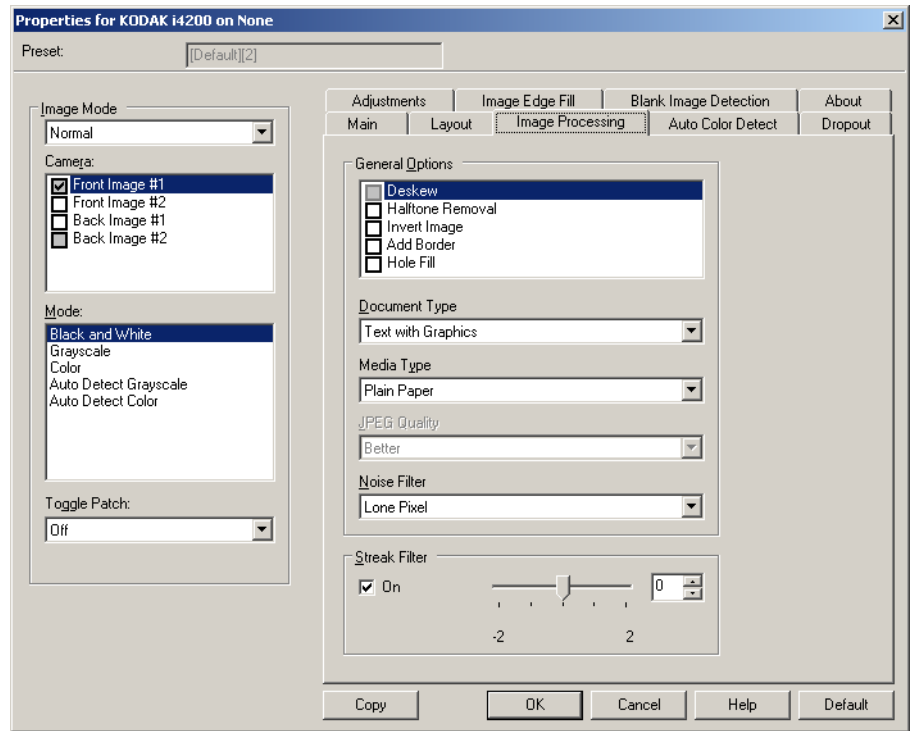 Properties for KODAK i4200 on None
Preset:
[Default][2]
Image Mode
Normal
Camera:
Front Image #1
Front Image #2
Back Image #1
Back Image #2
Mode:
Black and White
Grayscale
Color
Auto Detect Grayscale
Auto Detect Color
Toggle Patch:
Off
Adjustments Image Edge Fill Blank Image Detection About
Main Layout Image Processing Auto Color Detect Dropout
General Options
Deskew
Halftone Removal
Invert Image
Add Border
Hole Fill
Document Type
Text with Graphics
Media Type
Plain Paper
JPEG Quality
Better
Noise Filter
Lone Pixel
Streak Filter
On
0
-2 2
Copy OK Cancel Help Default